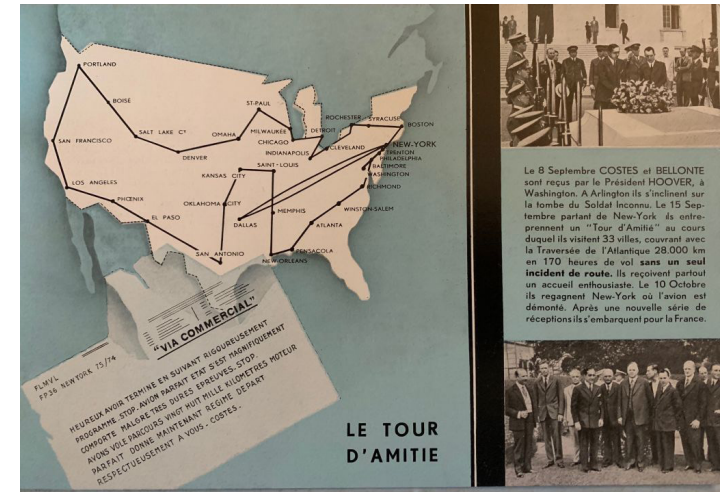 PORTLAND
BOISE
SALT LAKE Cy
DENVER
OMAHA
ST-PAUL
MILWAUKÉE
CHICAGO
INDIANAPOLIS
DETROIT
CLEVELAND
ROCHESTER
SYRACUSE
BOSTON
NEW-YORK
TRENTON
PHILADELPHIA
BALTIMORE
WASHINGTON
RICHMOND
WINSTON-SALEM
ATLANTA
PENSACOLA
NEW-ORLEANS
MEMPHIS
SAINT-LOUIS
KANSAS CITY
OKLAHOMA CITY
DALLAS
SAN ANTONIO
EL PASO
PHŒNIX
LOS ANGELES
SAN FRANCISCO
"VIA COMMERCIAL"
FLMVL
FP36 NEWYORK 75/74
HEUREUX AVOIR TERMINE EN SUIVANT RIGOUREUSEMENT
PROGRAMME .STOP. AVION PARFAIT ETAT S'EST MAGNIFIQUEMENT
COMPORTE MALGRE TRES DURES EPREUVES. STOP.
AVONS VOLE PARCOURS VINGT HUIT MILLE KILOMETRES MOTEUR
PARFAIT DONNE MAINTENANT REGIME DEPART
RESPECTUEUSEMENT A VOUS.. COSTES..
LE TOUR
D'AMITIE
Le 8 Septembre COSTES et BELLONTE
sont reçus par le Président HOOVER, à
Washington. A Arlington ils s'inclinent sur
la tombe du Soldat Inconnu. Le 15 Sep-
tembre partant de New-York ils entre-
prennent un "Tour d'Amitié" au cours
duquel ils visitent 33 villes, couvrant avec
la Traversée de l'Atlantique 28.000 km
en 170 heures de vol sans un seul
incident de route. Ils reçoivent partout
un accueil enthousiaste. Le 10 Octobre
ils regagnent New-York où l'avion est
démonté. Après une nouvelle série de
réceptions ils s'embarquent pour la France.